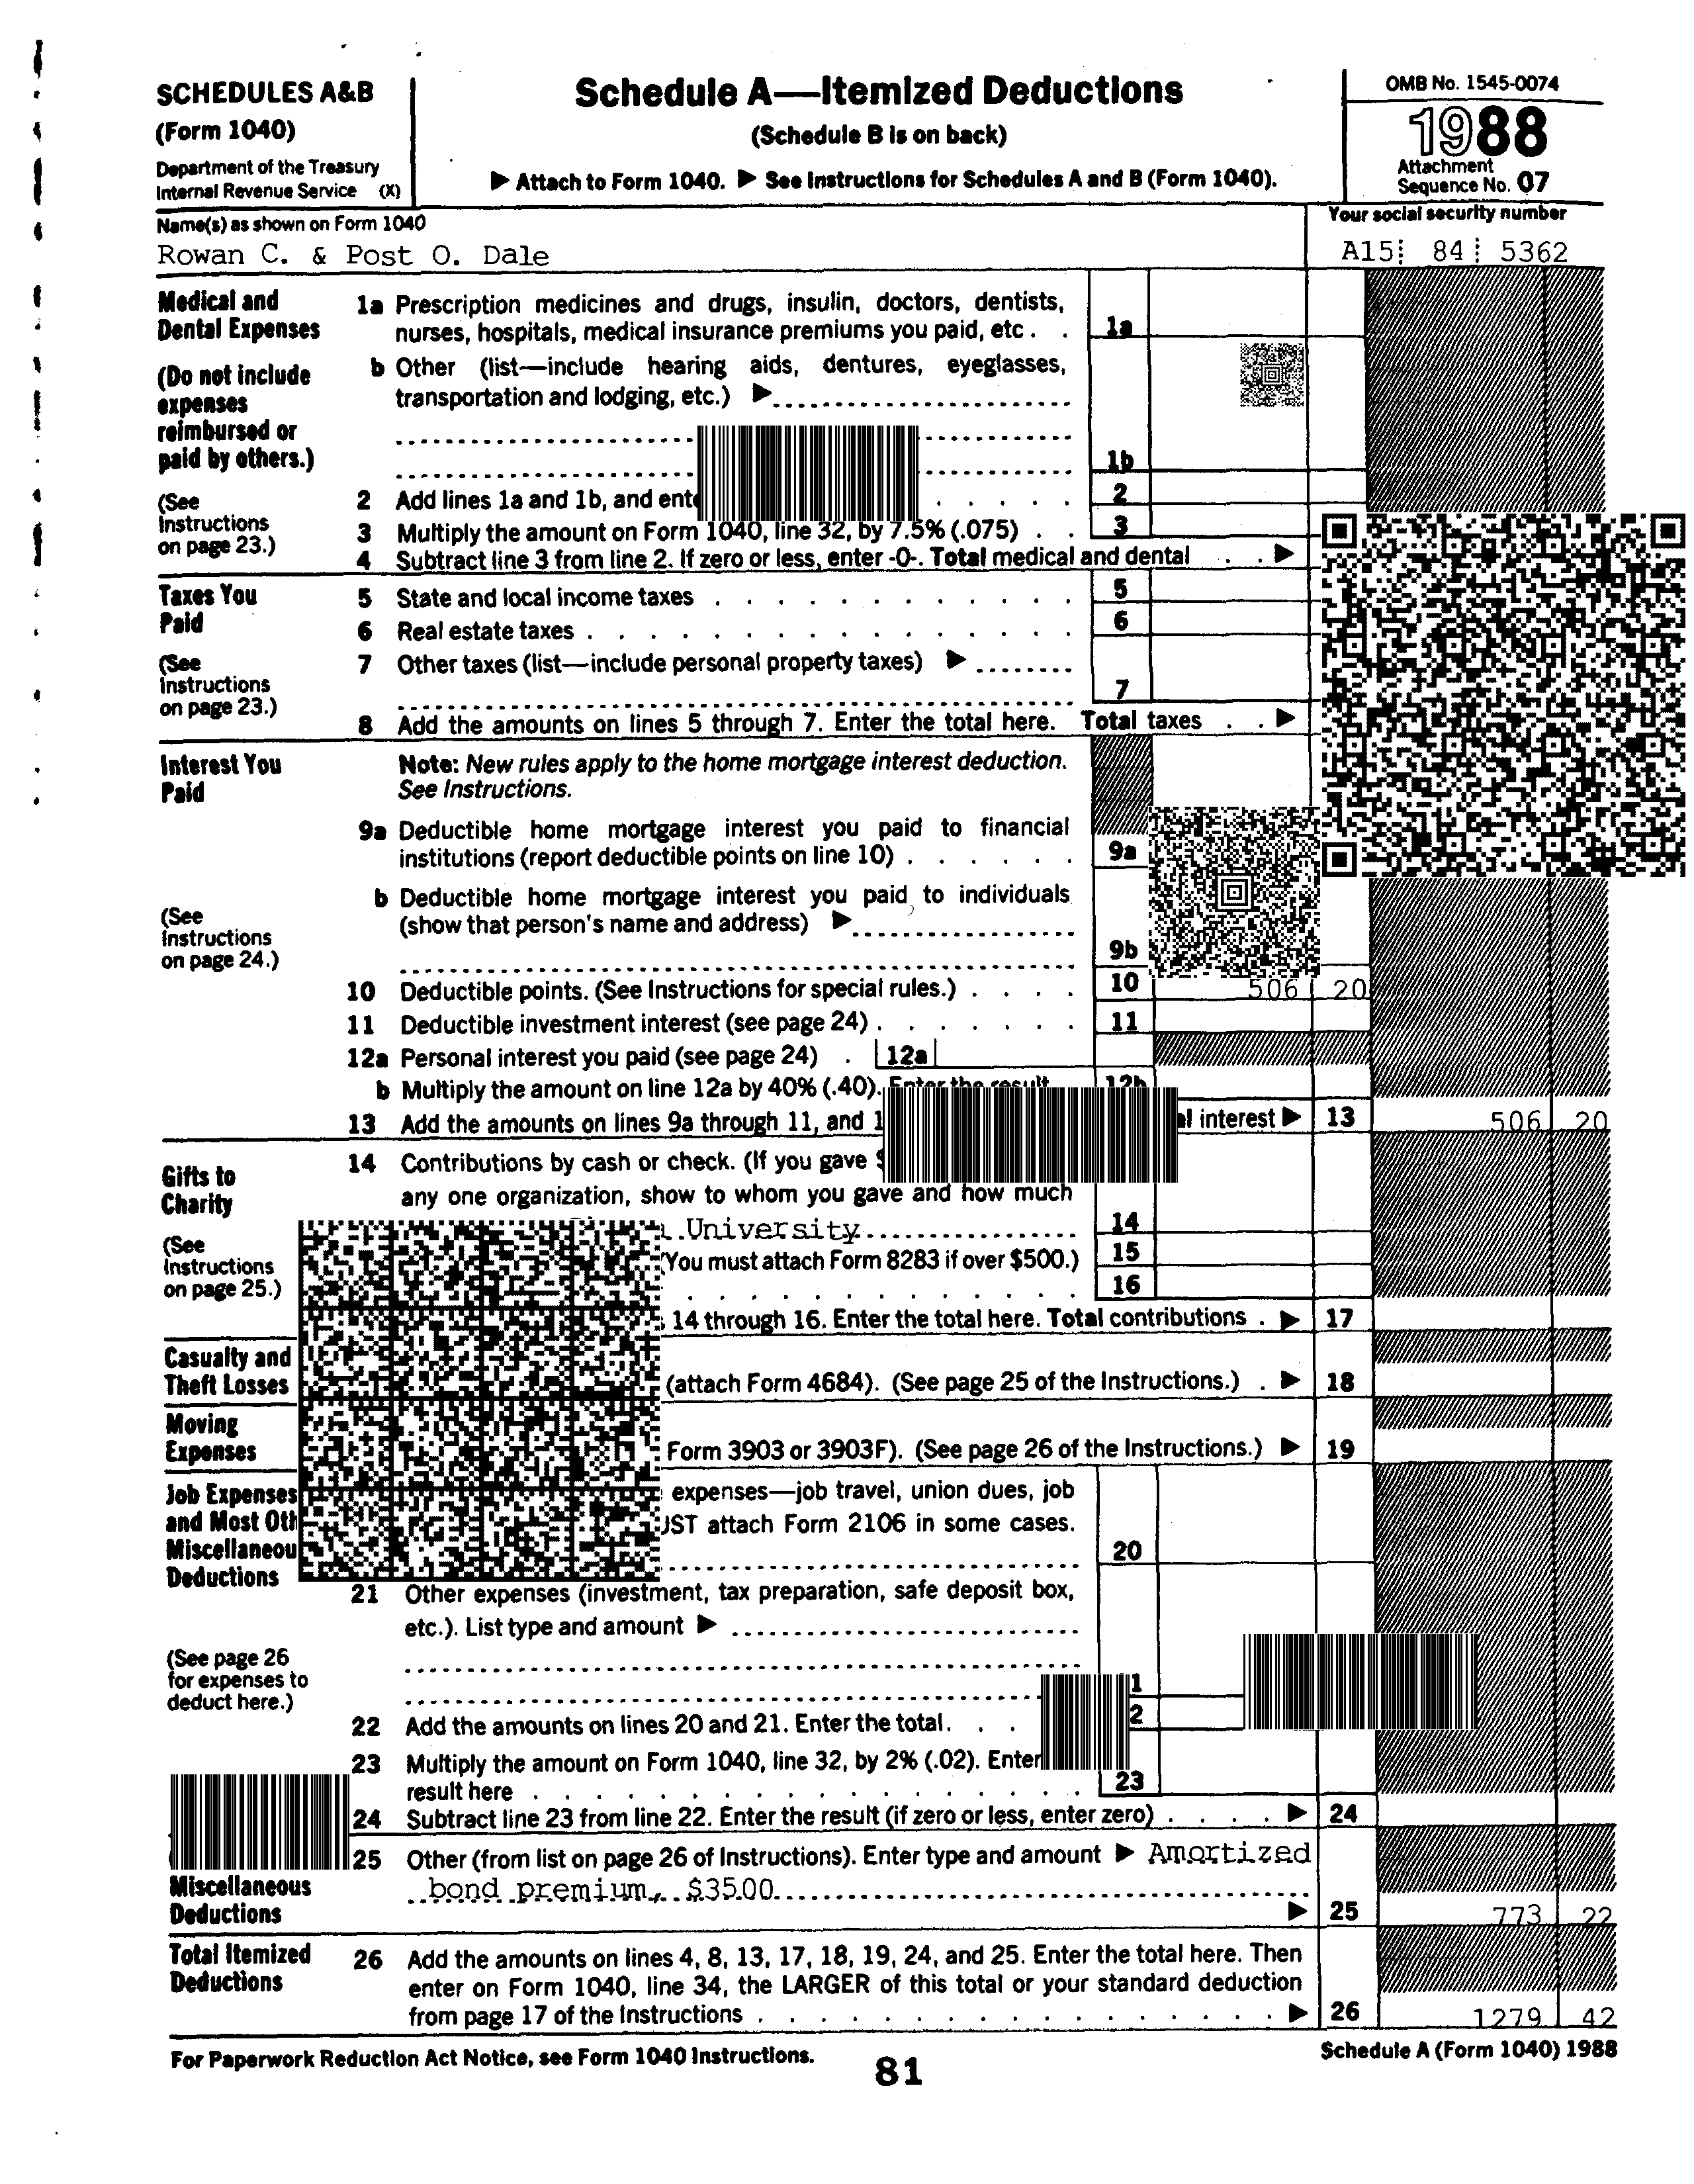 SCHEDULES A&B
(Form 1040)
Department of the Treasury
Internal Revenue Service (X)
Schedule A—Itemized Deductions
(Schedule B is on back)
▶ Attach to Form 1040. ▶ See Instructions for Schedules A and B (Form 1040).
OMB No. 1545-0074
1988
Attachment
Sequence No. 07
Name(s) as shown on Form 1040
Rowan C. & Post O. Dale
Your social security number
A15 84 5362
Medical and
Dental Expenses
(Do not include
expenses
reimbursed or
paid by others.)
(See
Instructions
on page 23.)
1a Prescription medicines and drugs, insulin, doctors, dentists,
nurses, hospitals, medical insurance premiums you paid, etc . . 1a
b Other (list—include hearing aids, dentures, eyeglasses,
transportation and lodging, etc.) ▶
1b
2 Add lines 1a and 1b, and . . . . . 2
3 Multiply the amount on Form 1040, line 32, by 7.5% (.075) . . 3
4 Subtract line 3 from line 2. If zero or less, enter -0-. Total medical and dental . . ▶
Taxes You
Paid
(See
Instructions
on page 23.)
5 State and local income taxes . . . . . . . . . . . . 5
6 Real estate taxes . . . . . . . . . . . . . . . . 6
7 Other taxes (list—include personal property taxes) ▶
7
8 Add the amounts on lines 5 through 7. Enter the total here. Total taxes . . ▶
Interest You
Paid
(See
Instructions
on page 24.)
Note: New rules apply to the home mortgage interest deduction.
See Instructions.
9a Deductible home mortgage interest you paid to financial
institutions (report deductible points on line 10) . . . . . . 9a
b Deductible home mortgage interest you paid to individuals
(show that person's name and address) ▶
9b
10 Deductible points. (See Instructions for special rules.) . . . . 10 506 20
11 Deductible investment interest (see page 24) . . . . . . . 11
12a Personal interest you paid (see page 24) . 12a
b Multiply the amount on line 12a by 40% (.40). Enter the result 12b
13 Add the amounts on lines 9a through 11, and interest ▶ 13 506 20
Gifts to
Charity
(See
Instructions
on page 25.)
14 Contributions by cash or check. (If you gave
any one organization, show to whom you gave and how much
University 14
(You must attach Form 8283 if over $500.) 15
16
14 through 16. Enter the total here. Total contributions . ▶ 17
Casualty and
Theft Losses
(attach Form 4684). (See page 25 of the Instructions.) . ▶ 18
Moving
Expenses
Form 3903 or 3903F). (See page 26 of the Instructions.) ▶ 19
Job Expenses
and Most
Deductions
(See page 26
for expenses to
deduct here.)
expenses—job travel, union dues, job
attach Form 2106 in some cases.
20
21 Other expenses (investment, tax preparation, safe deposit box,
etc.). List type and amount ▶
22 Add the amounts on lines 20 and 21. Enter the total. . .
23 Multiply the amount on Form 1040, line 32, by 2% (.02). Enter
result here . . . . . . . . . . . . . . . . . . 23
24 Subtract line 23 from line 22. Enter the result (if zero or less, enter zero) . . . . ▶ 24
Miscellaneous
Deductions
25 Other (from list on page 26 of Instructions). Enter type and amount ▶ Amortized
bond premium, $3500
▶ 25 773 22
Total Itemized
Deductions
26 Add the amounts on lines 4, 8, 13, 17, 18, 19, 24, and 25. Enter the total here. Then
enter on Form 1040, line 34, the LARGER of this total or your standard deduction
from page 17 of the Instructions . . . . . . . . . . . . . . . . . ▶ 26 1279 42
For Paperwork Reduction Act Notice, see Form 1040 Instructions.
81
Schedule A (Form 1040) 1988